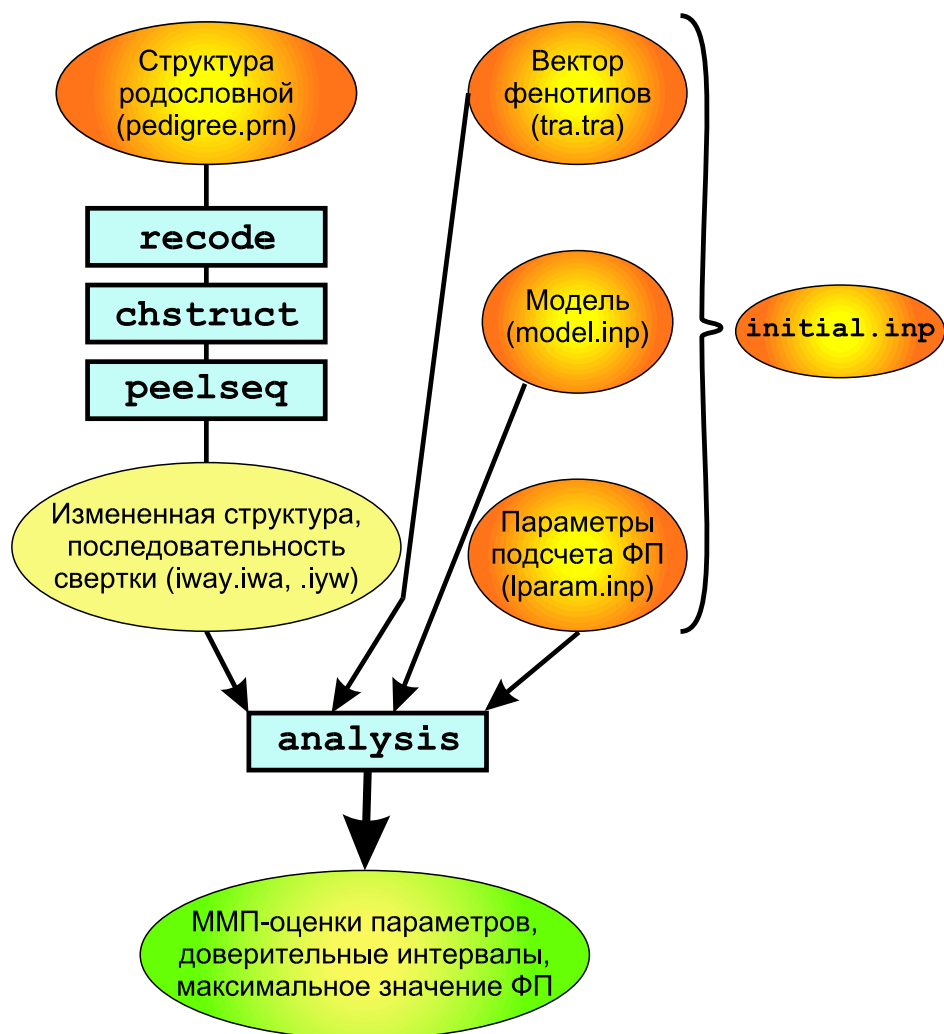 Структура
родословной
(pedigree.prn)
Вектор
фенотипов
(tra.tra)
recode
chstruct
peelseq
Модель
(model.inp)
initial.inp
Измененная структура,
последовательность
свертки (iway.iwa, .iyw)
Параметры
подсчета ФП
(lparam.inp)
analysis
ММП-оценки параметров,
доверительные интервалы,
максимальное значение ФП